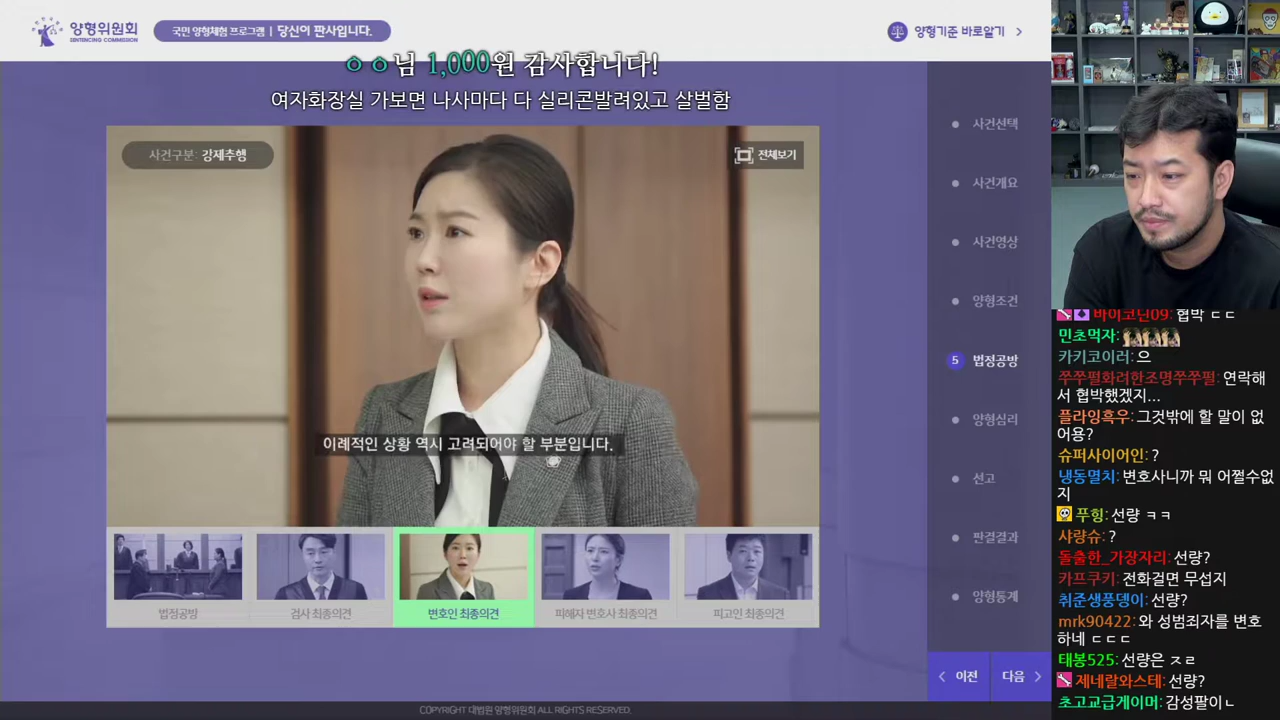 양형위원회
SENTENCING COMMISSION
국민 양형체험 프로그램 | 당신이 판사입니다.
양형기준 바로알기
ㅇㅇ님 1,000원 감사합니다!
여자화장실 가보면 나사마다 다 실리콘발려있고 살벌함
사건구분: 강제추행
전체보기
이례적인 상황 역시 고려되어야 할 부분입니다.
법정공방
검사 최종의견
변호인 최종의견
피해자 변호사 최종의견
피고인 최종의견
사건선택
사건개요
사건영상
양형조건
5 법정공방
양형심리
선고
판결결과
양형통계
이전
다음
COPYRIGHT 대법원 양형위원회 ALL RIGHTS RESERVED.
바이코딘09: 협박 ㄷㄷ
민초먹자:
카키코이러: 으
쭈쭈펄화려한조명쭈쭈펄: 연락해
서 협박했겠지...
플라잉흑우: 그것밖에 할 말이 없
어용?
슈퍼사이어인: ?
냉동멸치: 변호사니까 뭐 어쩔수없
지
푸힝: 선량 ㅋㅋ
샤량슈: ?
돌출한_가장자리: 선량?
카프쿠키: 전화걸면 무섭지
취준생풍뎅이: 선량?
mrk90422: 와 성범죄자를 변호
하네 ㄷㄷㄷ
태봉525: 선량은 ㅈㄹ
제네랄와스테: 선량?
초고교급게이머: 감성팔이ㄴ